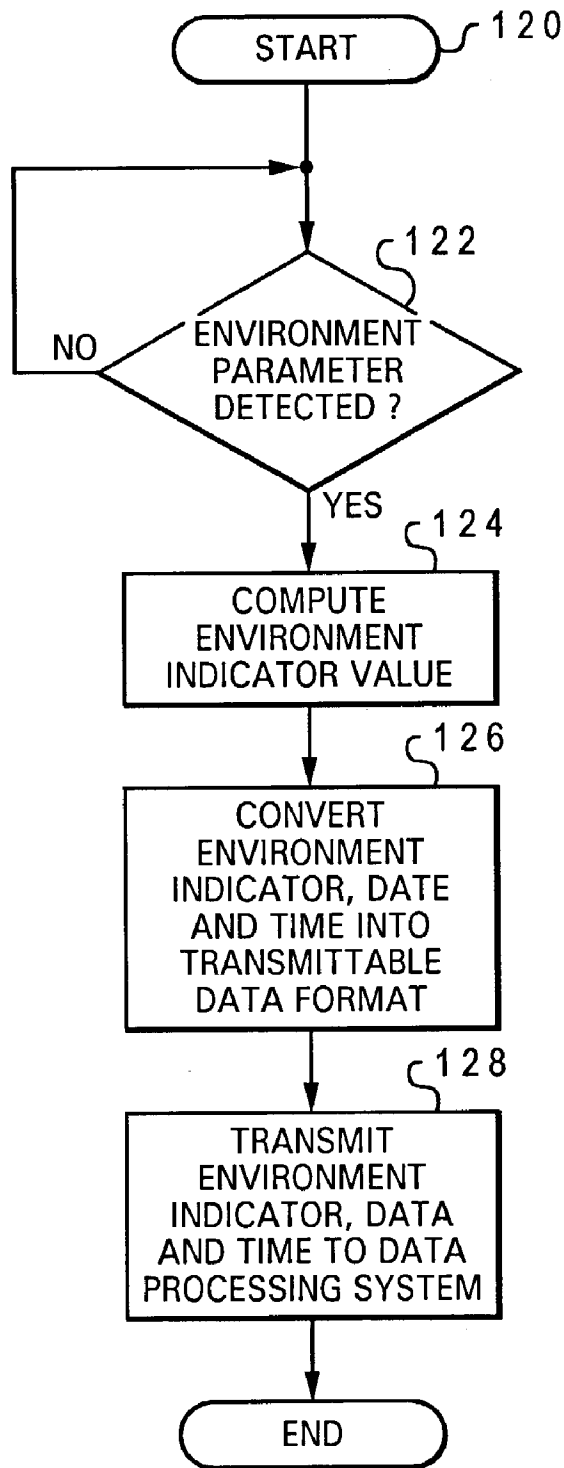 START
120
122
ENVIRONMENT
PARAMETER
DETECTED ?
NO
YES
124
COMPUTE
ENVIRONMENT
INDICATOR VALUE
126
CONVERT
ENVIRONMENT
INDICATOR, DATE
AND TIME INTO
TRANSMITTABLE
DATA FORMAT
128
TRANSMIT
ENVIRONMENT
INDICATOR, DATA
AND TIME TO DATA
PROCESSING SYSTEM
END